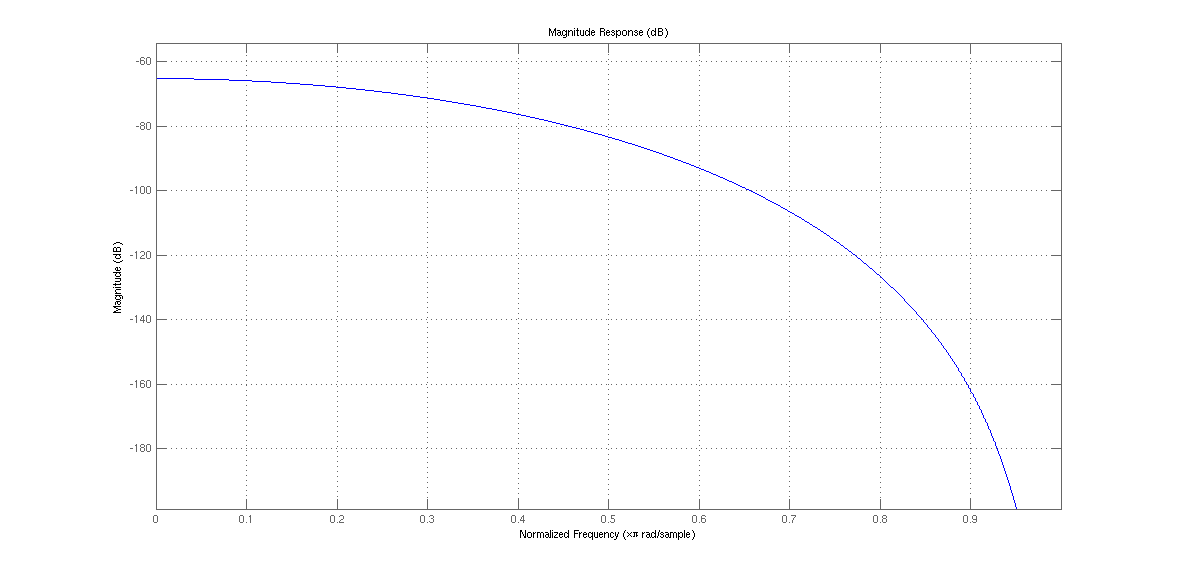 Magnitude Response (dB)
Magnitude (dB)
-60
-80
-100
-120
-140
-160
-180
0 0.1 0.2 0.3 0.4 0.5 0.6 0.7 0.8 0.9
Normalized Frequency (×π rad/sample)